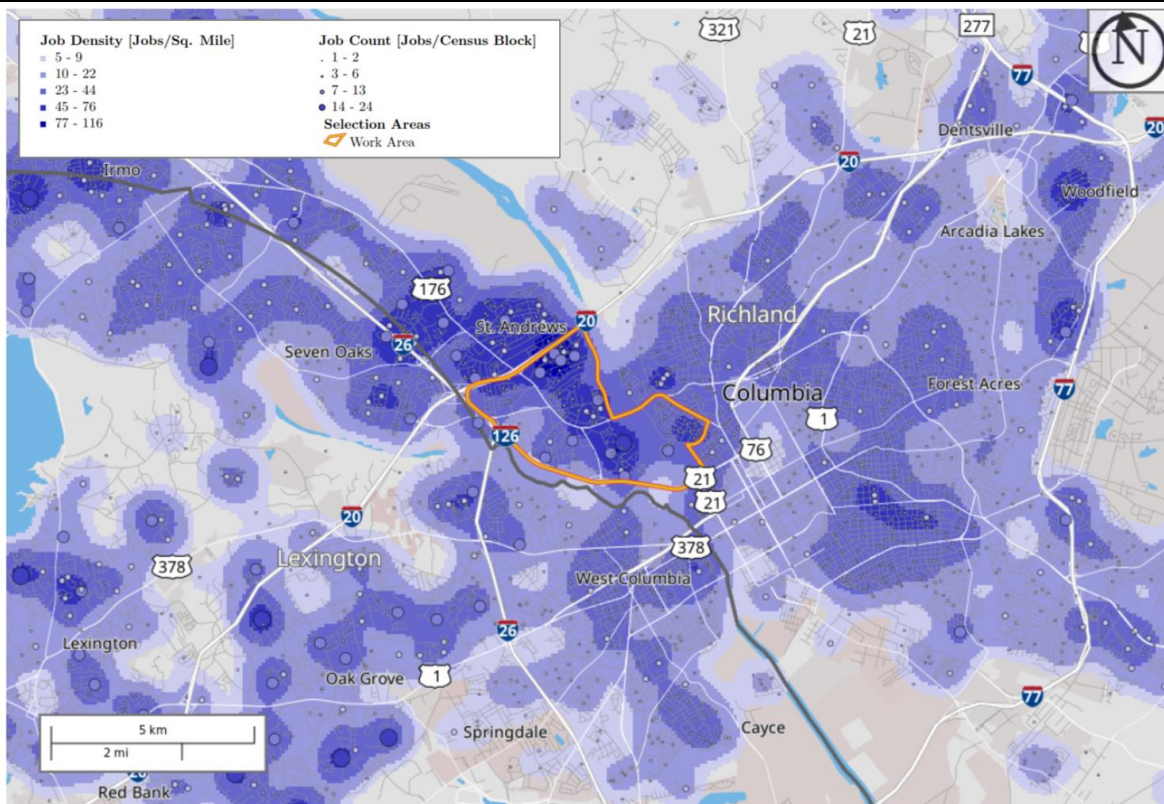 Job Density [Jobs/Sq. Mile]
5 - 9
10 - 22
23 - 44
45 - 76
77 - 116
Job Count [Jobs/Census Block]
1 - 2
3 - 6
7 - 13
14 - 24
Selection Areas
Work Area
321
21
277
N
77
20
Dentsville
20
Irmo
Woodfield
Arcadia Lakes
176
St. Andrews
20
Richland
Seven Oaks
26
Columbia
Forest Acres
77
1
126
76
21
21
20
378
378
Lexington
West Columbia
26
Lexington
Oak Grove
1
77
5 km
2 mi
Springdale
Cayce
20
Red Bank